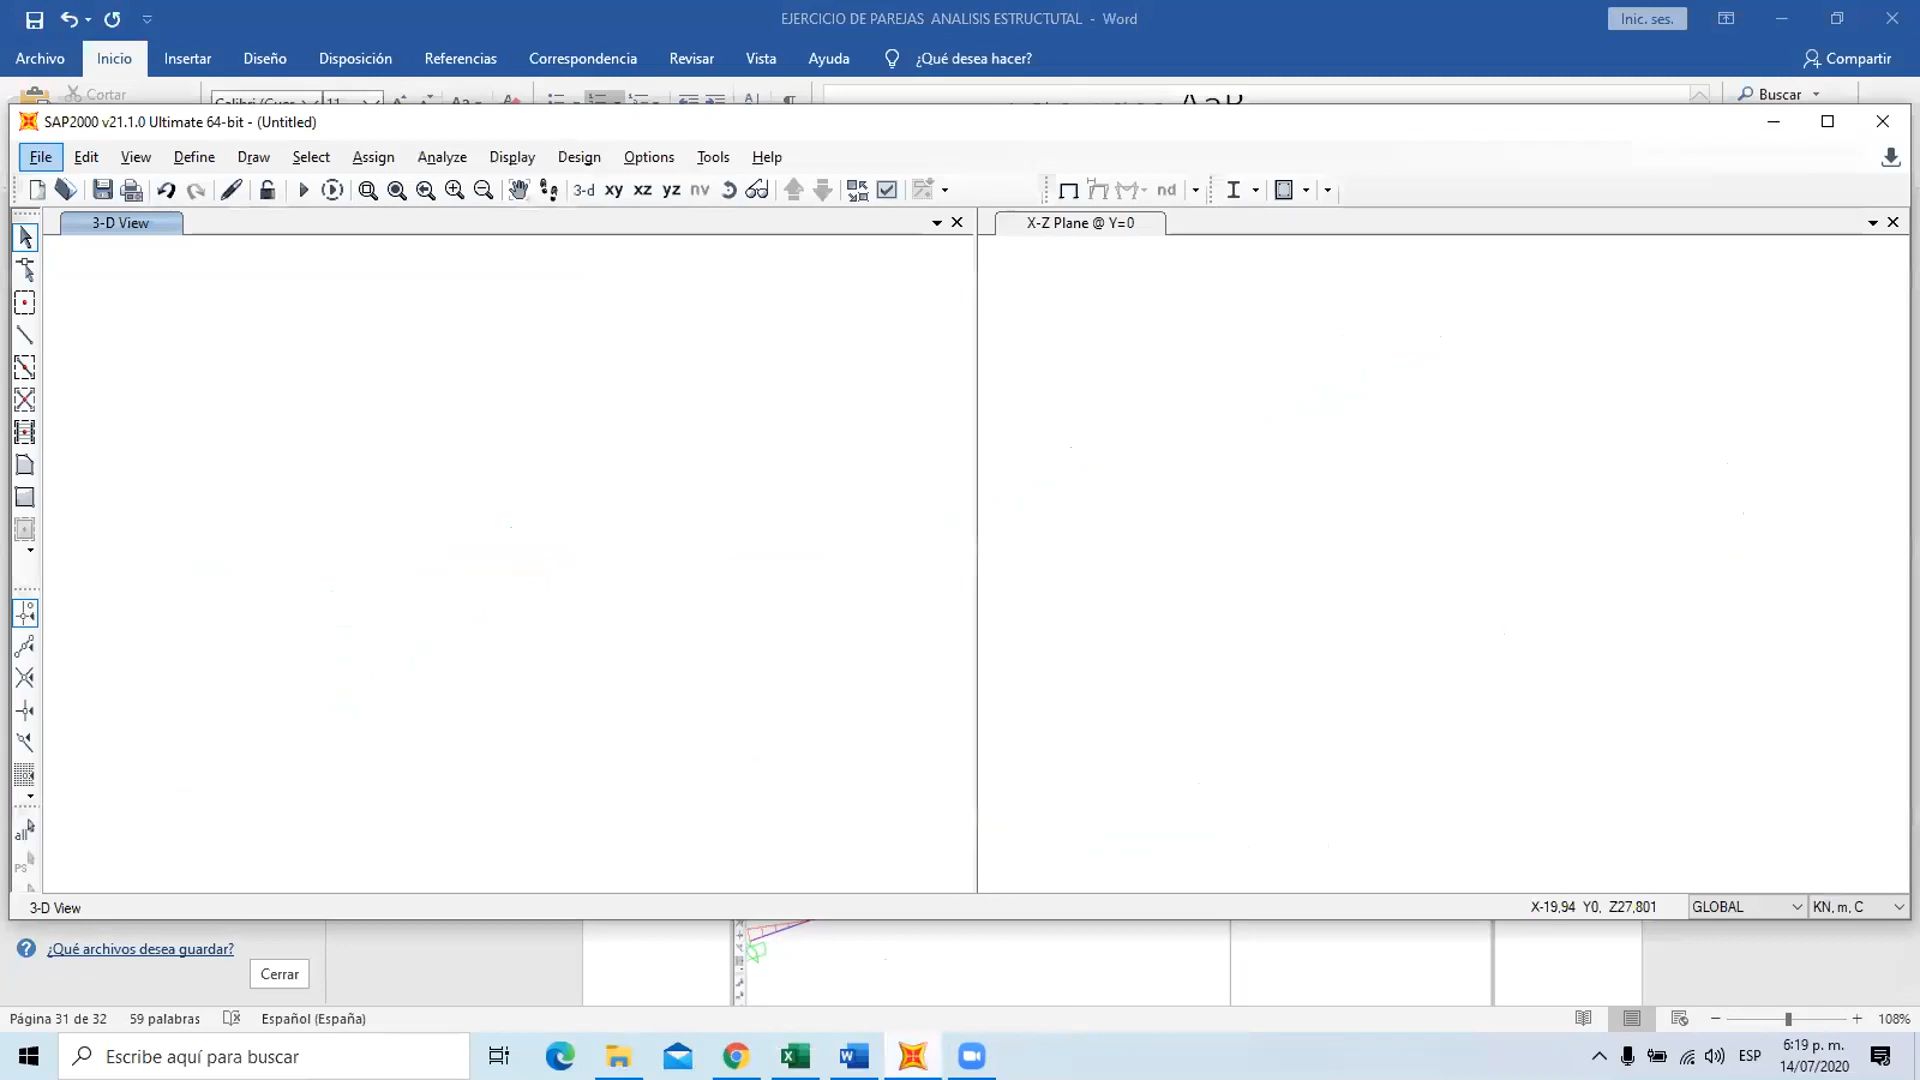 EJERCICIO DE PAREJAS ANALISIS ESTRUCTUTAL - Word
Inic. ses.
Archivo Inicio Insertar Diseño Disposición Referencias Correspondencia Revisar Vista Ayuda ¿Qué desea hacer? Compartir
Cortar
Buscar
SAP2000 v21.1.0 Ultimate 64-bit - (Untitled)
File Edit View Define Draw Select Assign Analyze Display Design Options Tools Help
3-d xy xz yz nv nd
3-D View
X-Z Plane @ Y=0
all
PS
3-D View
X-19,94 Y0, Z27,801
GLOBAL
KN, m, C
¿Qué archivos desea guardar?
Cerrar
Página 31 de 32 59 palabras Español (España) 108%
Escribe aquí para buscar
ESP
6:19 p. m.
14/07/2020